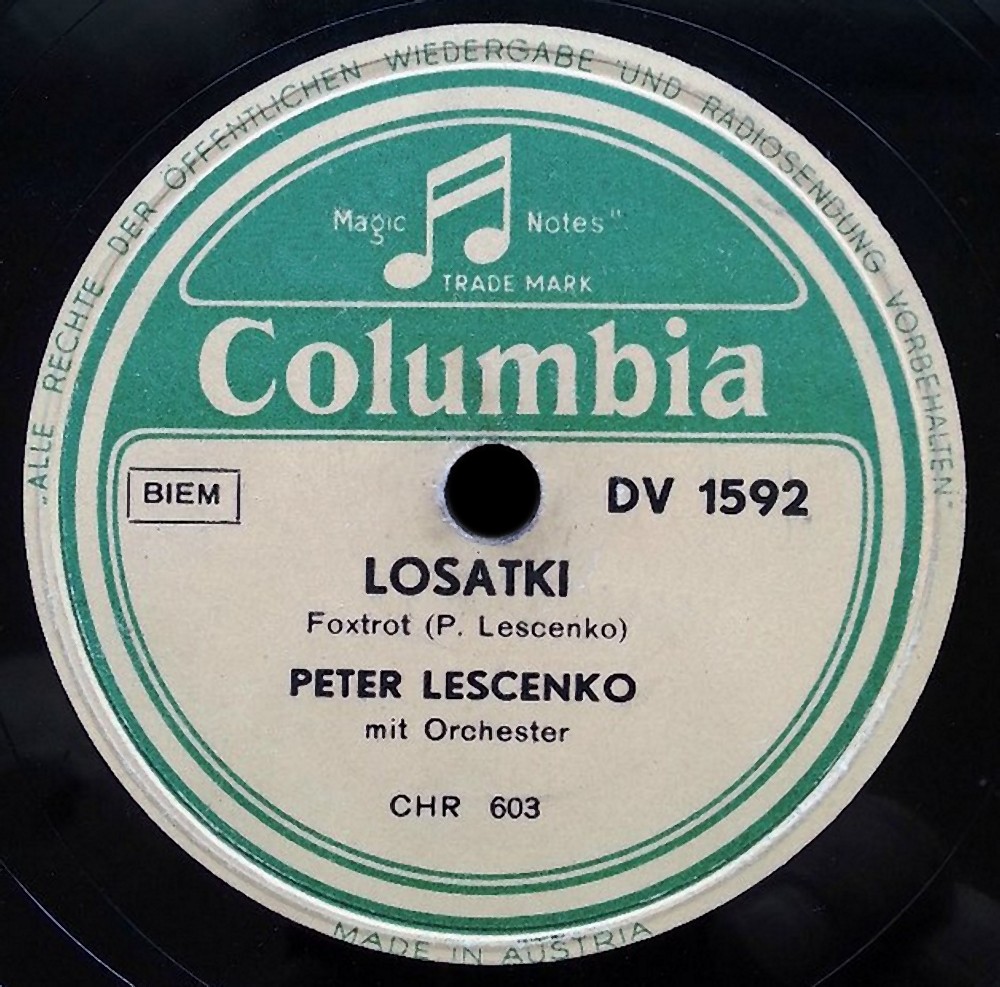 „ALLE RECHTE DER ÖFFENTLICHEN WIEDERGABE UND RADIOSENDUNG VORBEHALTEN"
Magic Notes"
TRADE MARK
Columbia
BIEM
DV 1592
LOSATKI
Foxtrot (P. Lescenko)
PETER LESCENKO
mit Orchester
CHR 603
MADE IN AUSTRIA